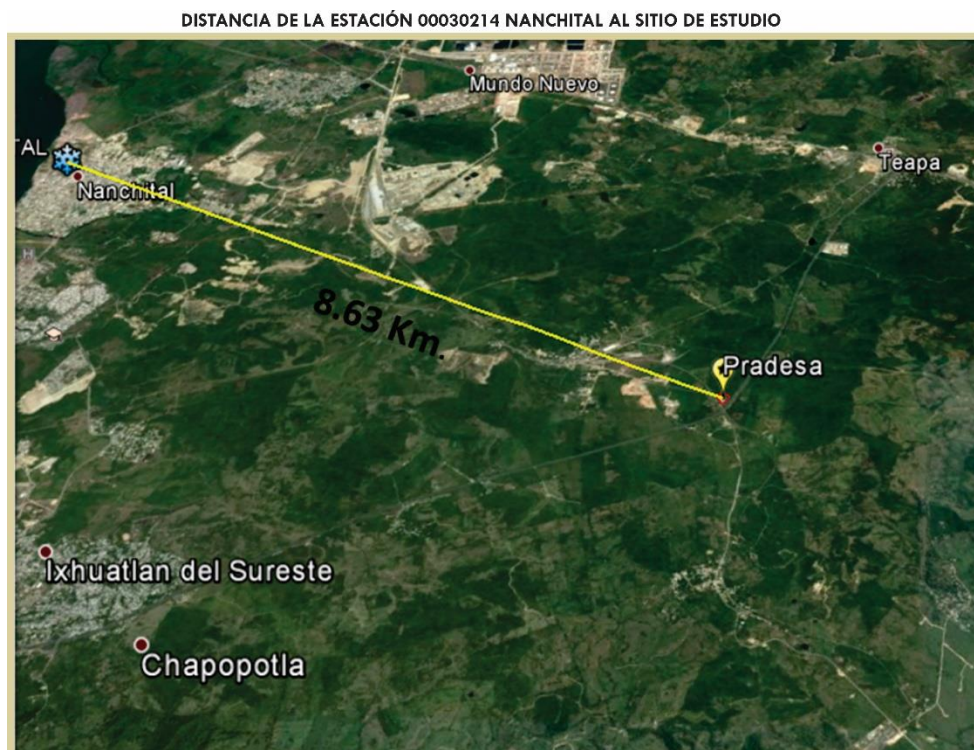 DISTANCIA DE LA ESTACIÓN 00030214 NANCHITAL AL SITIO DE ESTUDIO
Mundo Nuevo
TAL
Teapa
Nanchital
H
8.63 Km.
Pradesa
Ixhuatlan del Sureste
Chapopotla